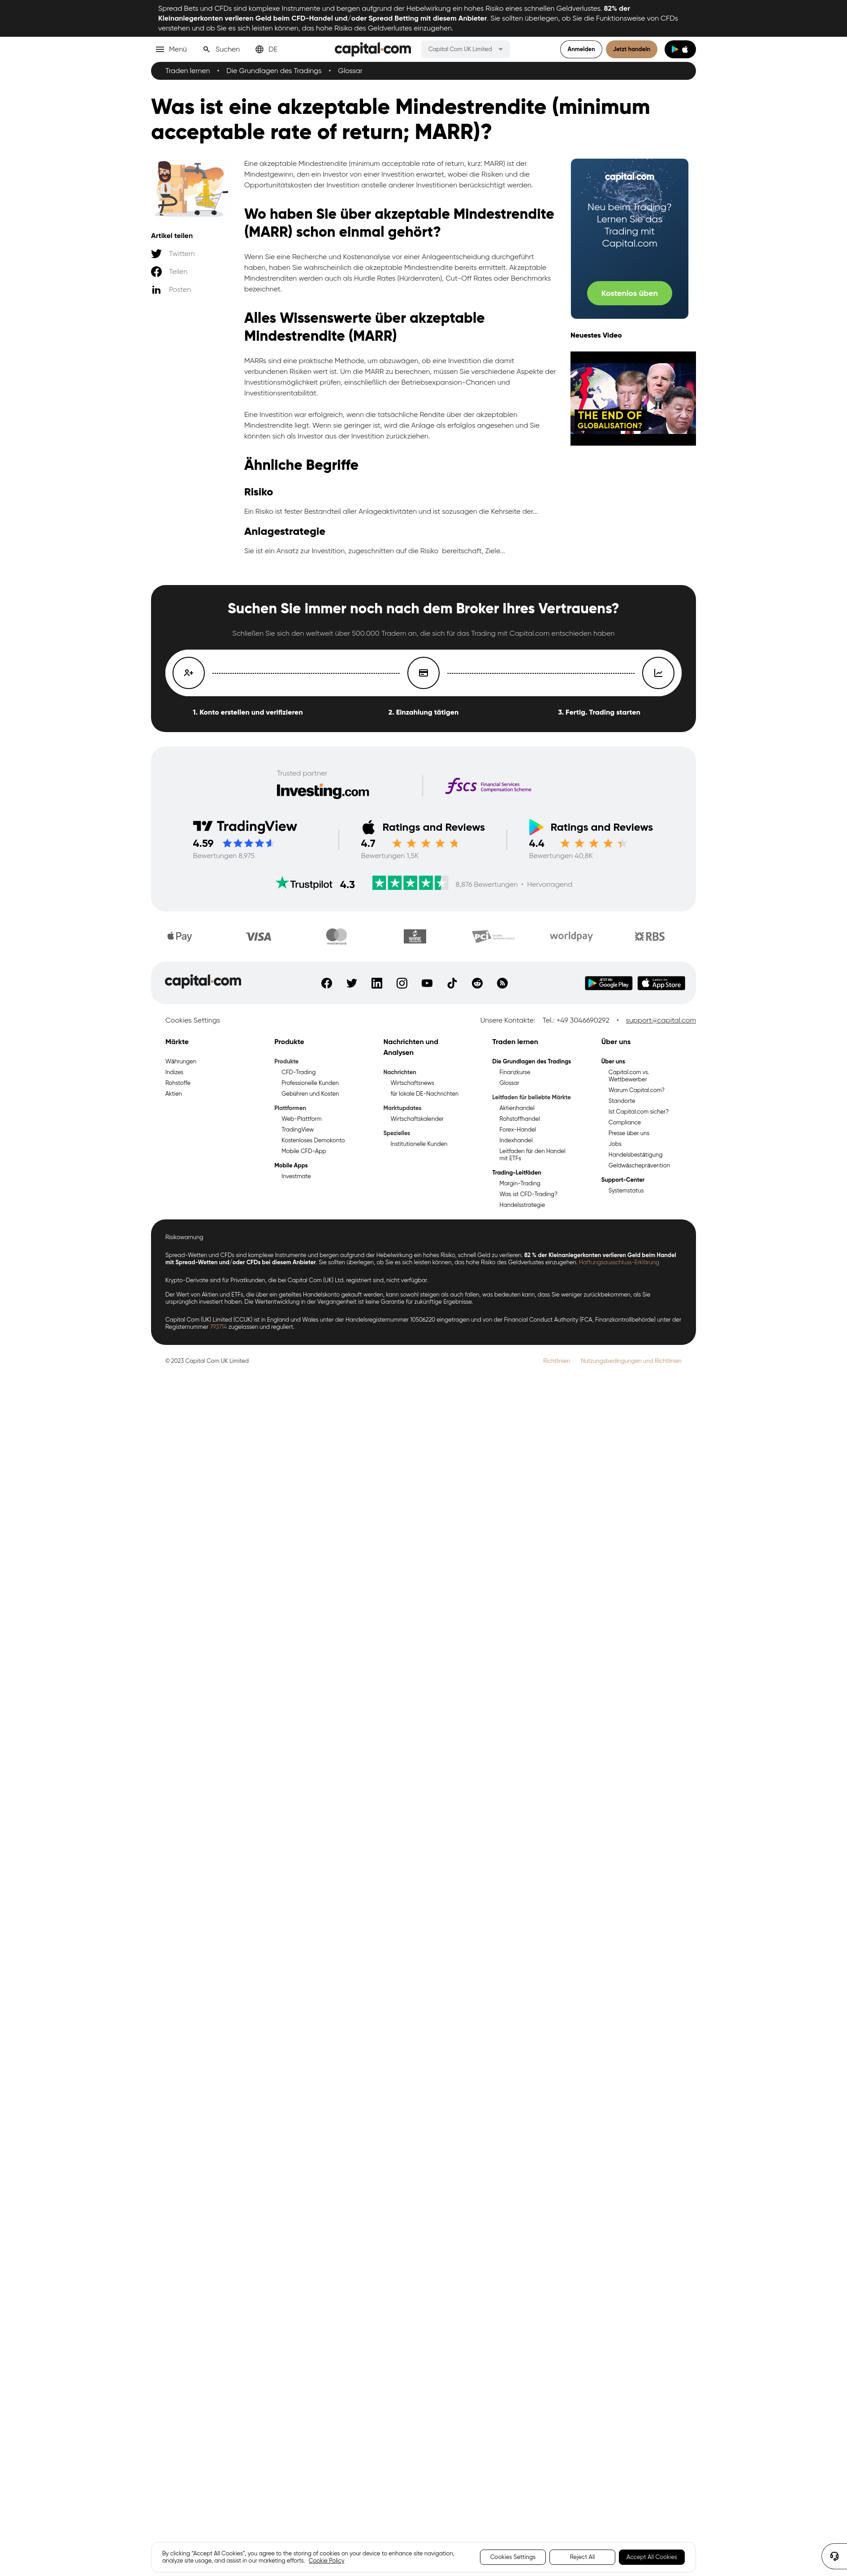 Spread Bets und CFDs sind komplexe Instrumente und bergen aufgrund der Hebelwirkung ein hohes Risiko eines schnellen Geldverlustes. 82% der
Kleinanlegerkonten verlieren Geld beim CFD-Handel und/oder Spread Betting mit diesem Anbieter. Sie sollten überlegen, ob Sie die Funktionsweise von CFDs
verstehen und ob Sie es sich leisten können, das hohe Risiko des Geldverlustes einzugehen.
Menü
Suchen
DE
capital.com
Capital Com UK Limited
Anmelden
Jetzt handeln
Traden lernen • Die Grundlagen des Tradings • Glossar
Was ist eine akzeptable Mindestrendite (minimum
acceptable rate of return; MARR)?
Artikel teilen
Twittern
Teilen
Posten
Eine akzeptable Mindestrendite (minimum acceptable rate of return, kurz: MARR) ist der
Mindestgewinn, den ein Investor von einer Investition erwartet, wobei die Risiken und die
Opportunitätskosten der Investition anstelle anderer Investitionen berücksichtigt werden.
Wo haben Sie über akzeptable Mindestrendite
(MARR) schon einmal gehört?
Wenn Sie eine Recherche und Kostenanalyse vor einer Anlageentscheidung durchgeführt
haben, haben Sie wahrscheinlich die akzeptable Mindestrendite bereits ermittelt. Akzeptable
Mindestrenditen werden auch als Hurdle Rates (Hürdenraten), Cut-Off Rates oder Benchmarks
bezeichnet.
Alles Wissenswerte über akzeptable
Mindestrendite (MARR)
MARRs sind eine praktische Methode, um abzuwägen, ob eine Investition die damit
verbundenen Risiken wert ist. Um die MARR zu berechnen, müssen Sie verschiedene Aspekte der
Investitionsmöglichkeit prüfen, einschließlich der Betriebsexpansion-Chancen und
Investitionsrentabilität.
Eine Investition war erfolgreich, wenn die tatsächliche Rendite über der akzeptablen
Mindestrendite liegt. Wenn sie geringer ist, wird die Anlage als erfolglos angesehen und Sie
könnten sich als Investor aus der Investition zurückziehen.
Ähnliche Begriffe
Risiko
Ein Risiko ist fester Bestandteil aller Anlageaktivitäten und ist sozusagen die Kehrseite der...
Anlagestrategie
Sie ist ein Ansatz zur Investition, zugeschnitten auf die Risiko bereitschaft, Ziele...
capital.com
Neu beim Trading?
Lernen Sie das
Trading mit
Capital.com
Kostenlos üben
Neuestes Video
THE END OF
GLOBALISATION?
Suchen Sie immer noch nach dem Broker Ihres Vertrauens?
Schließen Sie sich den weltweit über 500.000 Tradern an, die sich für das Trading mit Capital.com entschieden haben
1. Konto erstellen und verifizieren
2. Einzahlung tätigen
3. Fertig. Trading starten
Trusted partner
Investing.com
fscs Financial Services
Compensation Scheme
TradingView
4.59
Bewertungen 8,975
Ratings and Reviews
4.7
Bewertungen 1,5K
Ratings and Reviews
4.4
Bewertungen 40,8K
Trustpilot 4.3
8,876 Bewertungen • Hervorragend
Pay
VISA
mastercard
PCI
worldpay
RBS
capital.com
JETZT BEI
Google Play
Laden im
App Store
Cookies Settings
Unsere Kontakte: Tel.: +49 3046690292 • support@capital.com
Märkte
Währungen
Indizes
Rohstoffe
Aktien
Produkte
Produkte
CFD-Trading
Professionelle Kunden
Gebühren und Kosten
Plattformen
Web-Plattform
TradingView
Kostenloses Demokonto
Mobile CFD-App
Mobile Apps
Investmate
Nachrichten und
Analysen
Nachrichten
Wirtschaftsnews
für lokale DE-Nachrichten
Marktupdates
Wirtschaftskalender
Spezielles
Institutionelle Kunden
Traden lernen
Die Grundlagen des Tradings
Finanzkurse
Glossar
Leitfaden für beliebte Märkte
Aktienhandel
Rohstoffhandel
Forex-Handel
Indexhandel
Leitfaden für den Handel
mit ETFs
Trading-Leitfäden
Margin-Trading
Was ist CFD-Trading?
Handelsstrategie
Über uns
Über uns
Capital.com vs.
Wettbewerber
Warum Capital.com?
Standorte
Ist Capital.com sicher?
Compliance
Presse über uns
Jobs
Handelsbestätigung
Geldwäscheprävention
Support-Center
Systemstatus
Risikowarnung
Spread-Wetten und CFDs sind komplexe Instrumente und bergen aufgrund der Hebelwirkung ein hohes Risiko, schnell Geld zu verlieren. 82 % der Kleinanlegerkonten verlieren Geld beim Handel
mit Spread-Wetten und/oder CFDs bei diesem Anbieter. Sie sollten überlegen, ob Sie es sich leisten können, das hohe Risiko des Geldverlustes einzugehen. Haftungsausschluss-Erklärung
Krypto-Derivate sind für Privatkunden, die bei Capital Com (UK) Ltd. registriert sind, nicht verfügbar.
Der Wert von Aktien und ETFs, die über ein geteiltes Handelskonto gekauft werden, kann sowohl steigen als auch fallen, was bedeuten kann, dass Sie weniger zurückbekommen, als Sie
ursprünglich investiert haben. Die Wertentwicklung in der Vergangenheit ist keine Garantie für zukünftige Ergebnisse.
Capital Com (UK) Limited (CCUK) ist in England und Wales unter der Handelsregisternummer 10506220 eingetragen und von der Financial Conduct Authority (FCA, Finanzkontrollbehörde) unter der
Registernummer 793714 zugelassen und reguliert.
© 2023 Capital Com UK Limited
Richtlinien
Nutzungsbedingungen und Richtlinien
By clicking “Accept All Cookies”, you agree to the storing of cookies on your device to enhance site navigation,
analyze site usage, and assist in our marketing efforts. Cookie Policy
Cookies Settings
Reject All
Accept All Cookies